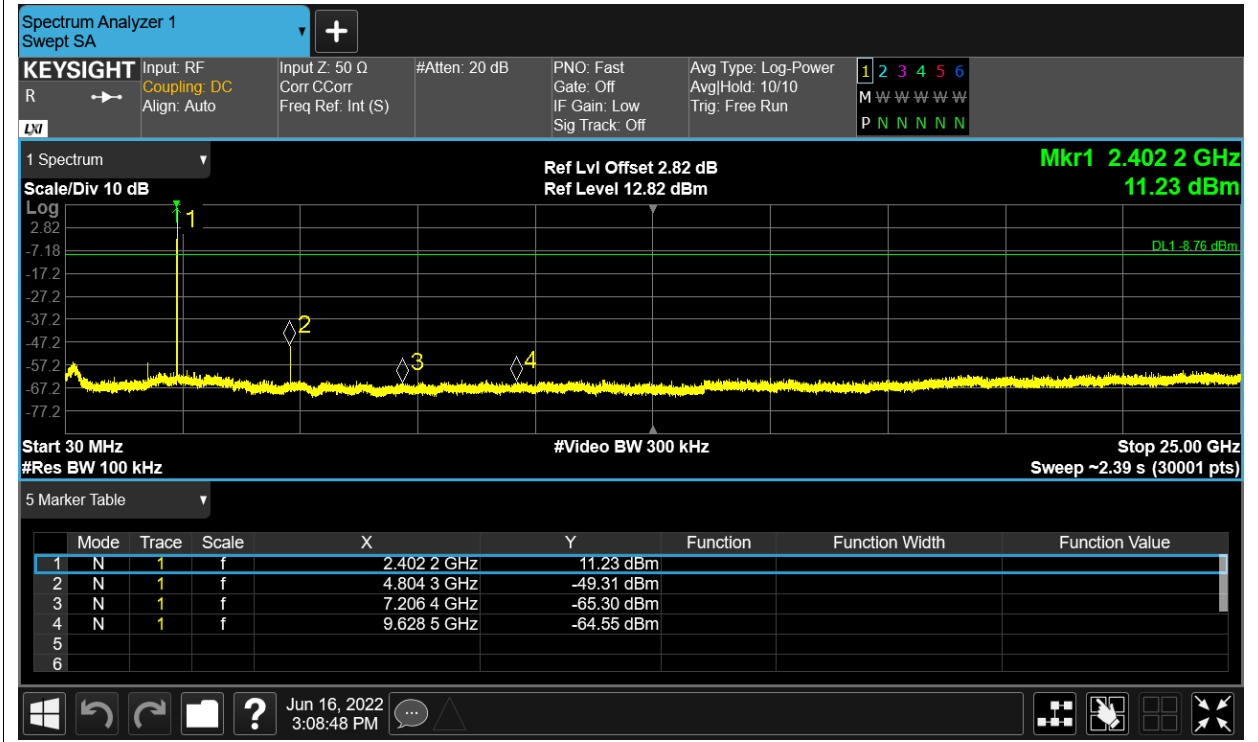 Spectrum Analyzer 1
Swept SA
+
KEYSIGHT
R
LXI
Input: RF
Coupling: DC
Align: Auto
Input Z: 50 Ω
Corr CCorr
Freq Ref: Int (S)
#Atten: 20 dB
PNO: Fast
Gate: Off
IF Gain: Low
Sig Track: Off
Avg Type: Log-Power
Avg|Hold: 10/10
Trig: Free Run
1 2 3 4 5 6
M W W W W W
P N N N N N
1 Spectrum
Scale/Div 10 dB
Ref Lvl Offset 2.82 dB
Ref Level 12.82 dBm
Mkr1 2.402 2 GHz
11.23 dBm
Log
2.82
-7.18
-17.2
-27.2
-37.2
-47.2
-57.2
-67.2
-77.2
1
2
3
4
DL1 -8.76 dBm
Start 30 MHz
#Video BW 300 kHz
Stop 25.00 GHz
#Res BW 100 kHz
Sweep ~2.39 s (30001 pts)
5 Marker Table
Mode Trace Scale X Y Function Function Width Function Value
1 N 1 f 2.402 2 GHz 11.23 dBm
2 N 1 f 4.804 3 GHz -49.31 dBm
3 N 1 f 7.206 4 GHz -65.30 dBm
4 N 1 f 9.628 5 GHz -64.55 dBm
5
6
?
Jun 16, 2022
3:08:48 PM